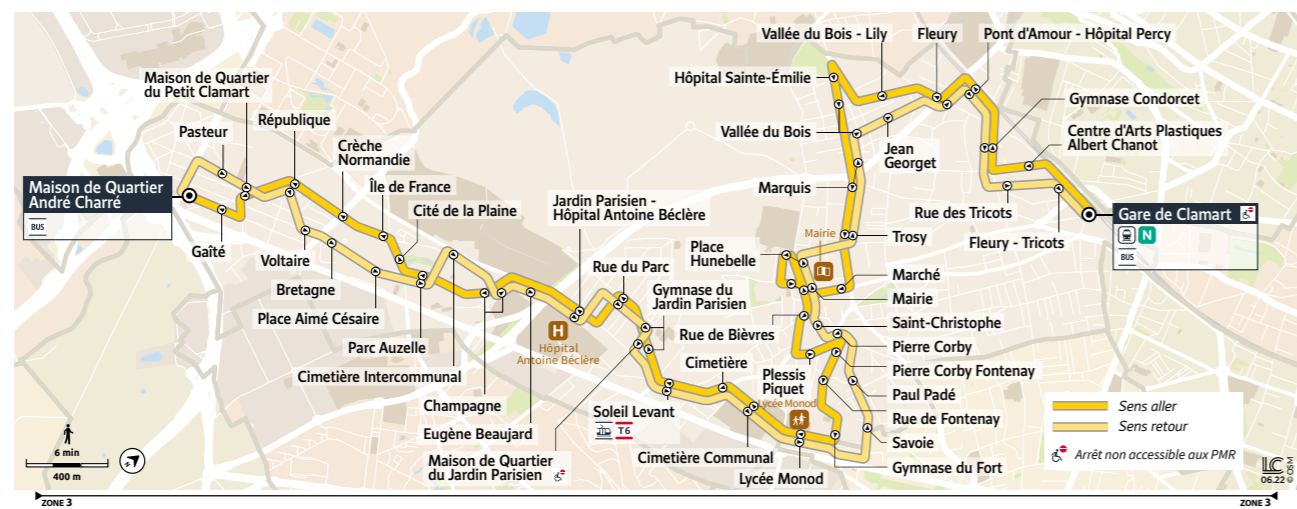 Vallée du Bois - Lily
Fleury
Pont d'Amour - Hôpital Percy
Maison de Quartier
du Petit Clamart
Hôpital Sainte-Émilie
Gymnase Condorcet
République
Pasteur
Vallée du Bois
Centre d'Arts Plastiques
Albert Chanot
Crèche
Normandie
Jean
Georget
Maison de Quartier
André Charré
BUS
Île de France
Marquis
Cité de la Plaine
Jardin Parisien -
Hôpital Antoine Béclère
Rue des Tricots
Gare de Clamart
N
BUS
Gaîté
Voltaire
Mairie
Trosy
Fleury - Tricots
Place
Hunebelle
Rue du Parc
Bretagne
Marché
Gymnase du
Jardin Parisien
Mairie
Place Aimé Césaire
Saint-Christophe
Rue de Bièvres
H
Hôpital
Antoine Béclère
Parc Auzelle
Pierre Corby
Cimetière
Cimetière Intercommunal
Plessis
Piquet
Pierre Corby Fontenay
Paul Padé
Lycée Monod
Champagne
Soleil Levant
T6
Rue de Fontenay
Sens aller
Sens retour
Eugène Beaujard
Savoie
Arrêt non accessible aux PMR
Maison de Quartier
du Jardin Parisien
Cimetière Communal
Gymnase du Fort
Lycée Monod
6 min
400 m
LC
06.22 © OSM
ZONE 3
ZONE 3